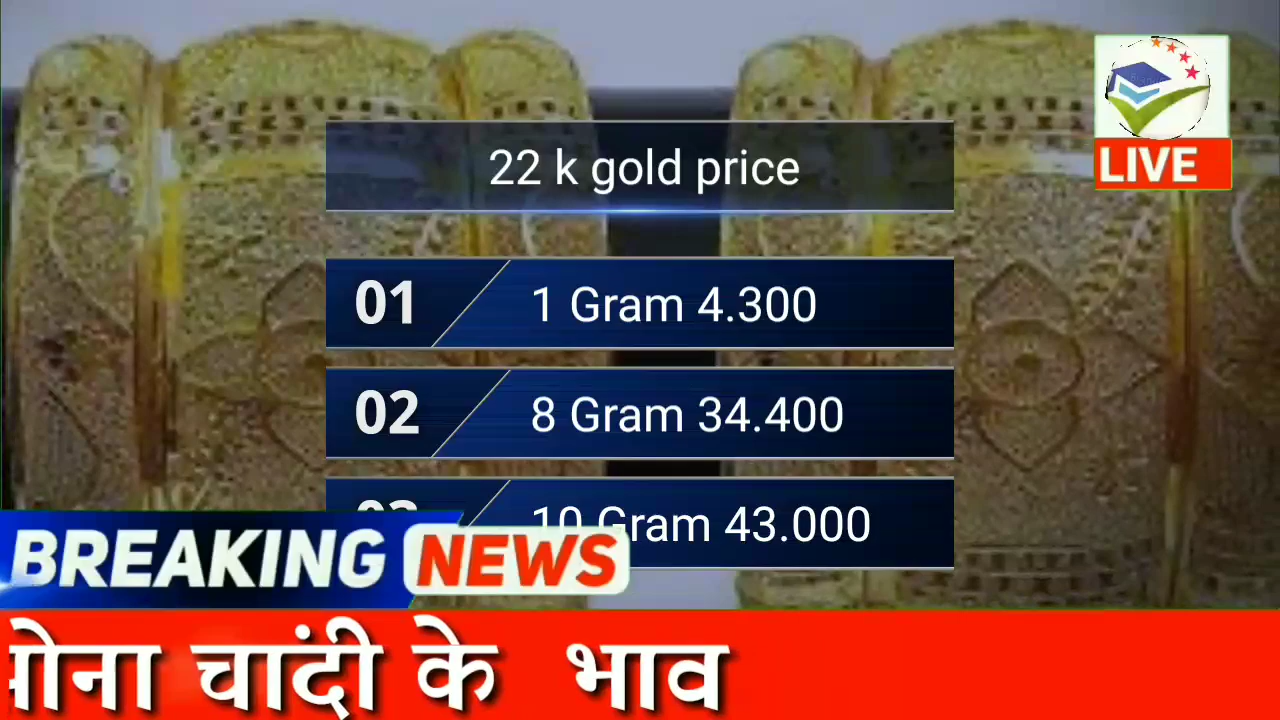 22 k gold price
LIVE
01 1 Gram 4.300
02 8 Gram 34.400
10 Gram 43.000
BREAKING NEWS
चांदी के भाव